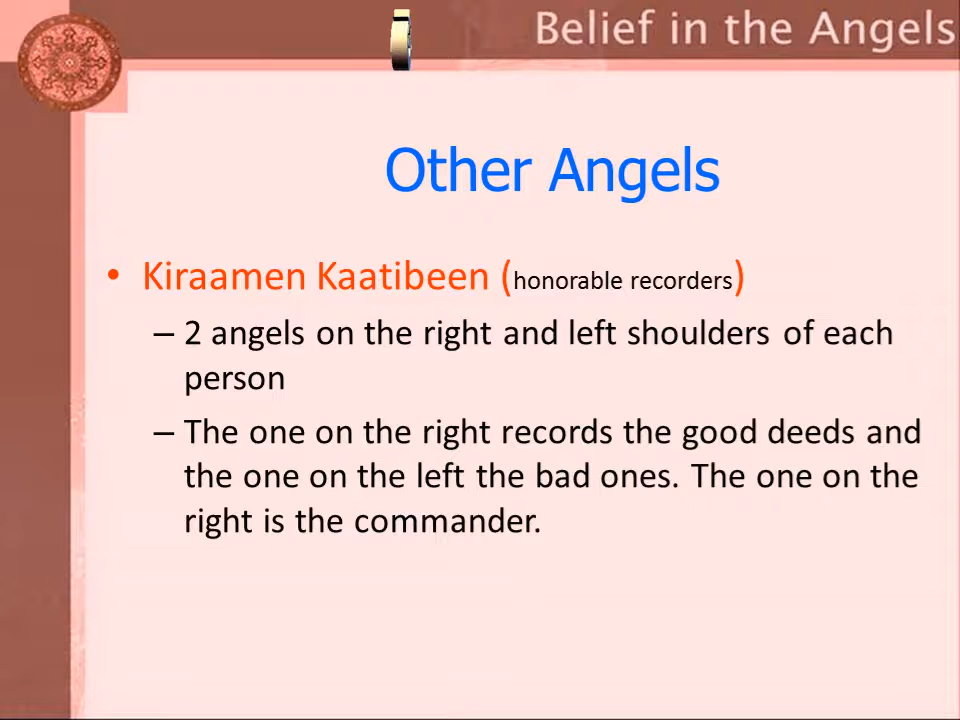 Belief in the Angels
Other Angels
• Kiraamen Kaatibeen (honorable recorders)
– 2 angels on the right and left shoulders of each
person
– The one on the right records the good deeds and
the one on the left the bad ones. The one on the
right is the commander.